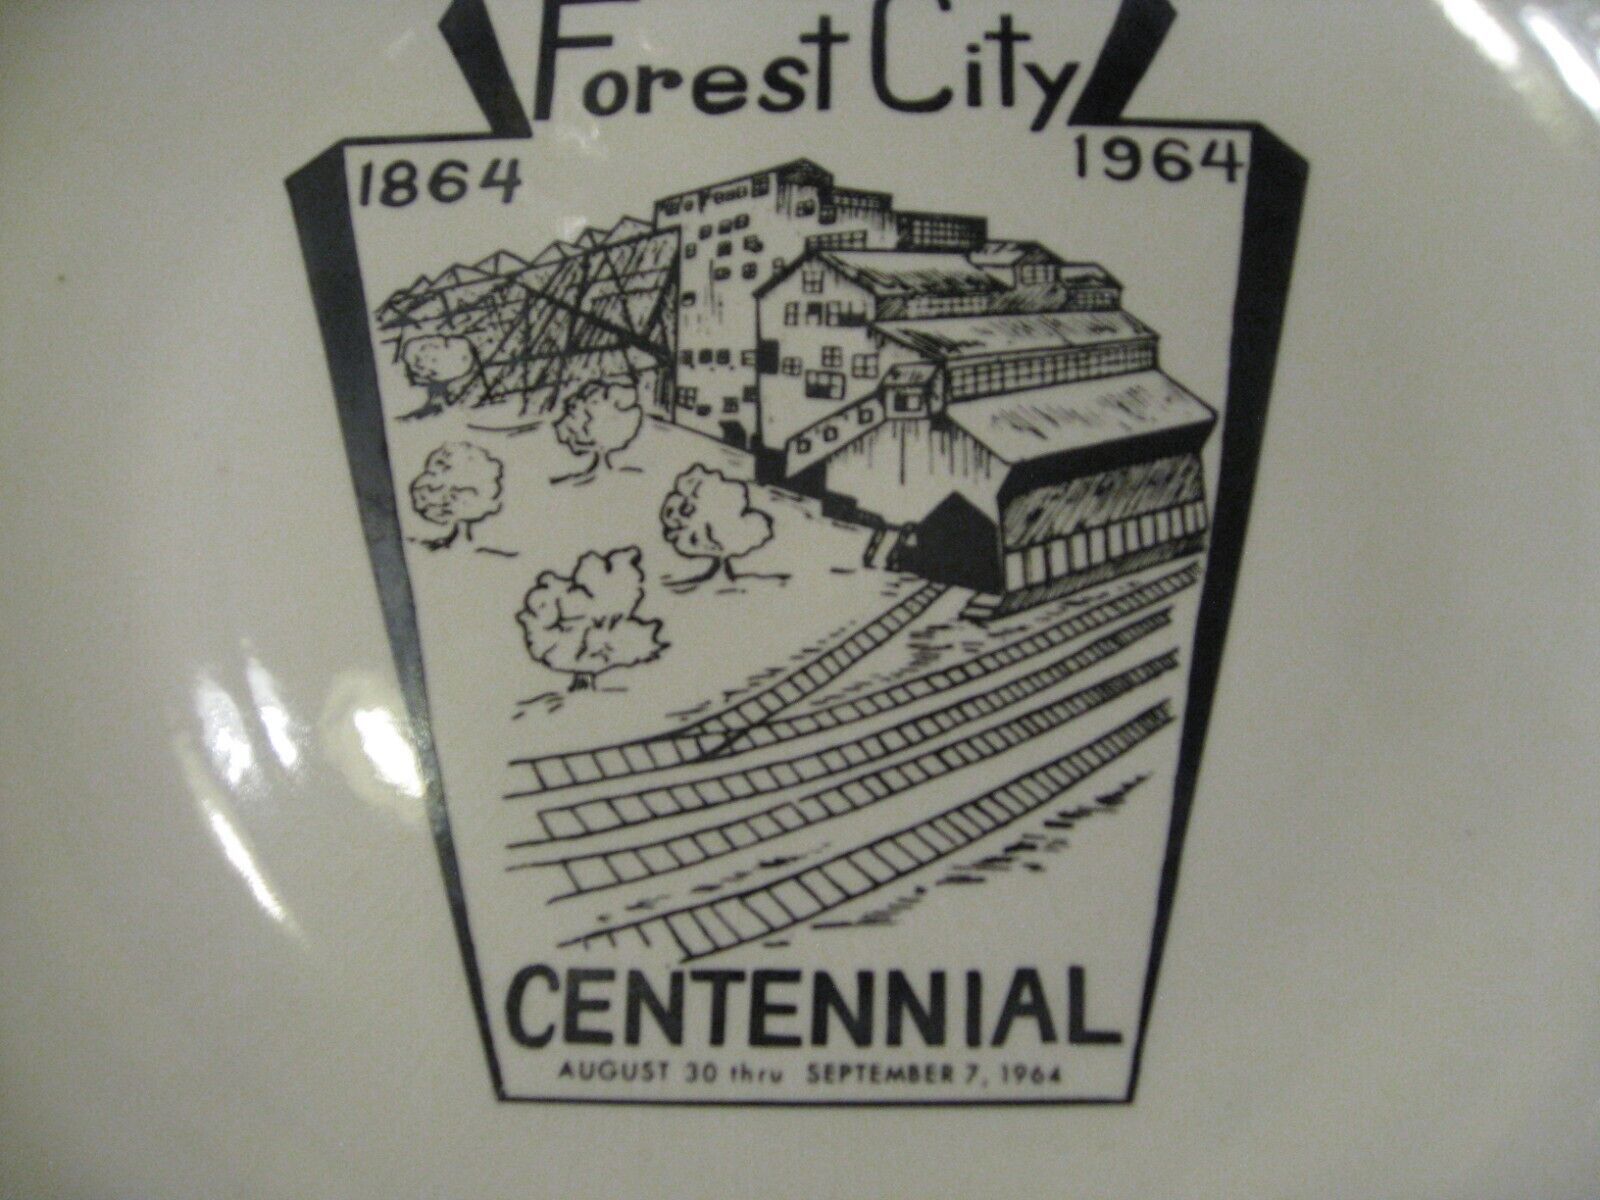 Forest City
1864
1964
CENTENNIAL
AUGUST 30 thru SEPTEMBER 7, 1964